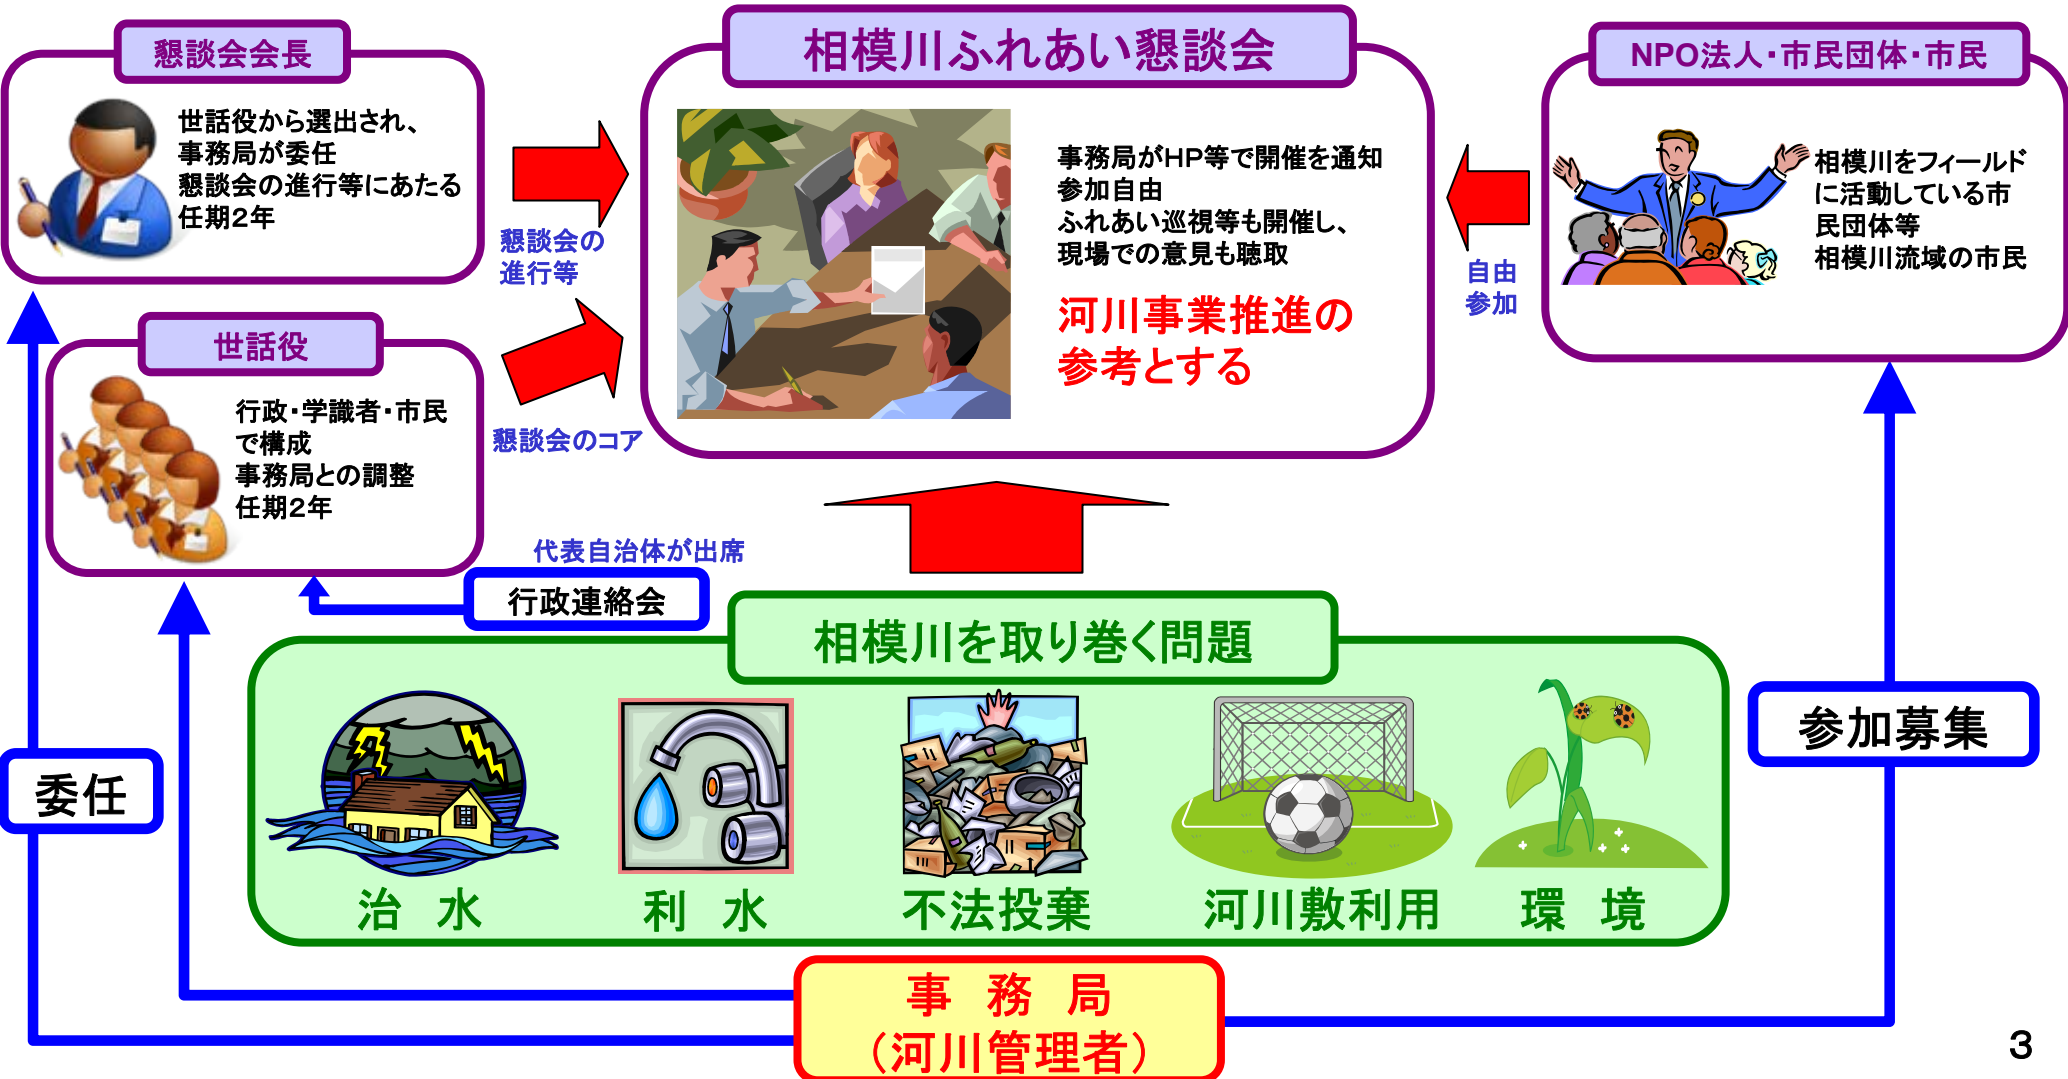 懇談会会長
世話役から選出され、
事務局が委任
懇談会の進行等にあたる
任期2年
相模川ふれあい懇談会
事務局がHP等で開催を通知
参加自由
ふれあい巡視等も開催し、
現場での意見も聴取
河川事業推進の
参考とする
NPO法人・市民団体・市民
相模川をフィールド
に活動している市
民団体等
相模川流域の市民
懇談会の
進行等
自由
参加
世話役
行政・学識者・市民
で構成
事務局との調整
任期2年
懇談会のコア
代表自治体が出席
行政連絡会
相模川を取り巻く問題
治　水
利　水
不法投棄
河川敷利用
環　境
委任
参加募集
事　務　局
（河川管理者）
3